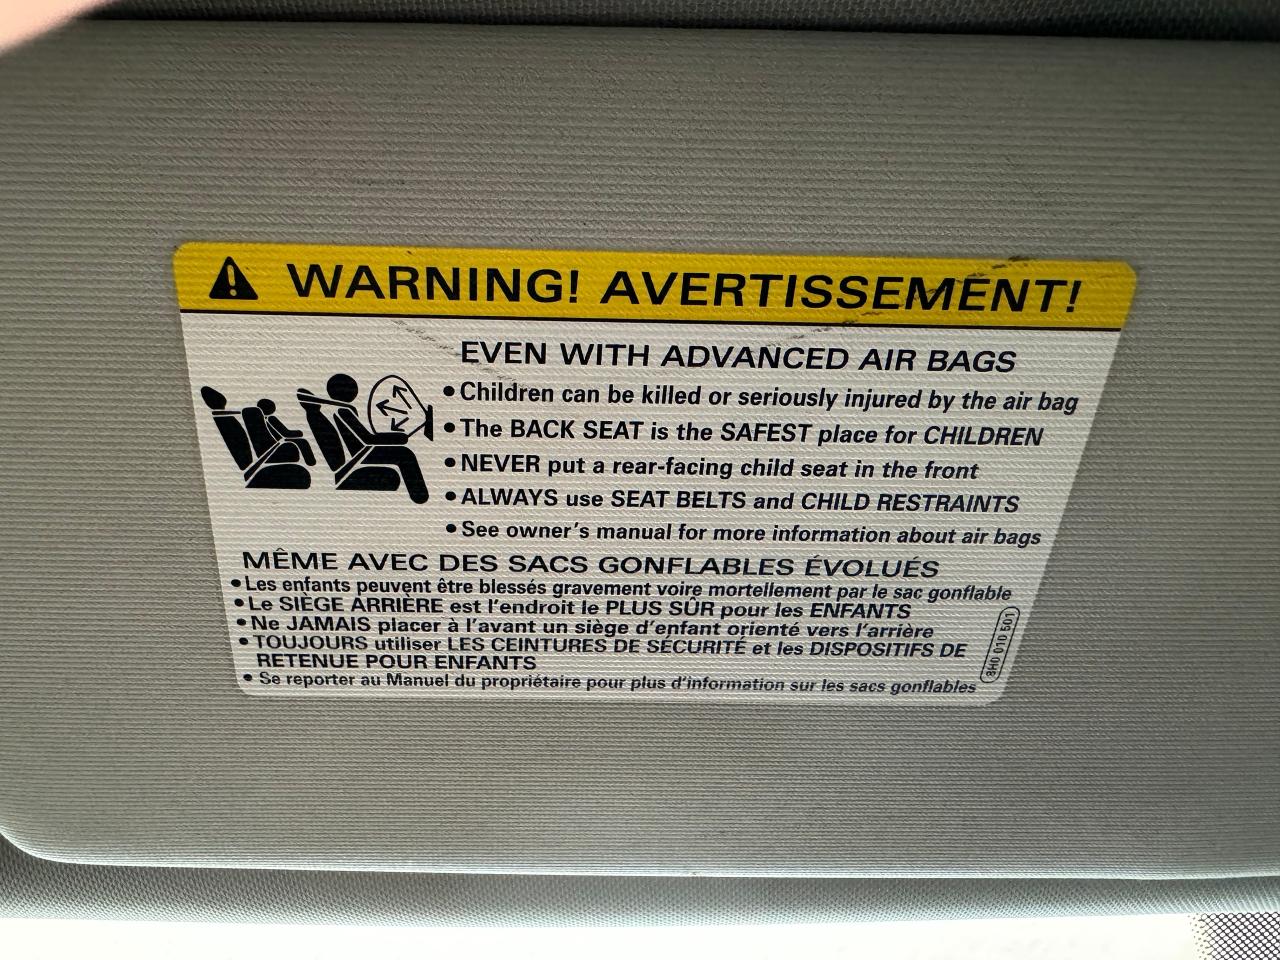 WARNING! AVERTISSEMENT!
EVEN WITH ADVANCED AIR BAGS
•Children can be killed or seriously injured by the air bag
•The BACK SEAT is the SAFEST place for CHILDREN
•NEVER put a rear-facing child seat in the front
•ALWAYS use SEAT BELTS and CHILD RESTRAINTS
•See owner's manual for more information about air bags
MÊME AVEC DES SACS GONFLABLES ÉVOLUÉS
•Les enfants peuvent être blessés gravement voire mortellement par le sac gonflable
•Le SIÈGE ARRIÈRE est l'endroit le PLUS SÛR pour les ENFANTS
•Ne JAMAIS placer à l'avant un siège d'enfant orienté vers l'arrière
•TOUJOURS utiliser LES CEINTURES DE SÉCURITÉ et les DISPOSITIFS DE
RETENUE POUR ENFANTS
•Se reporter au Manuel du propriétaire pour plus d'information sur les sacs gonflables
8H0 010 501